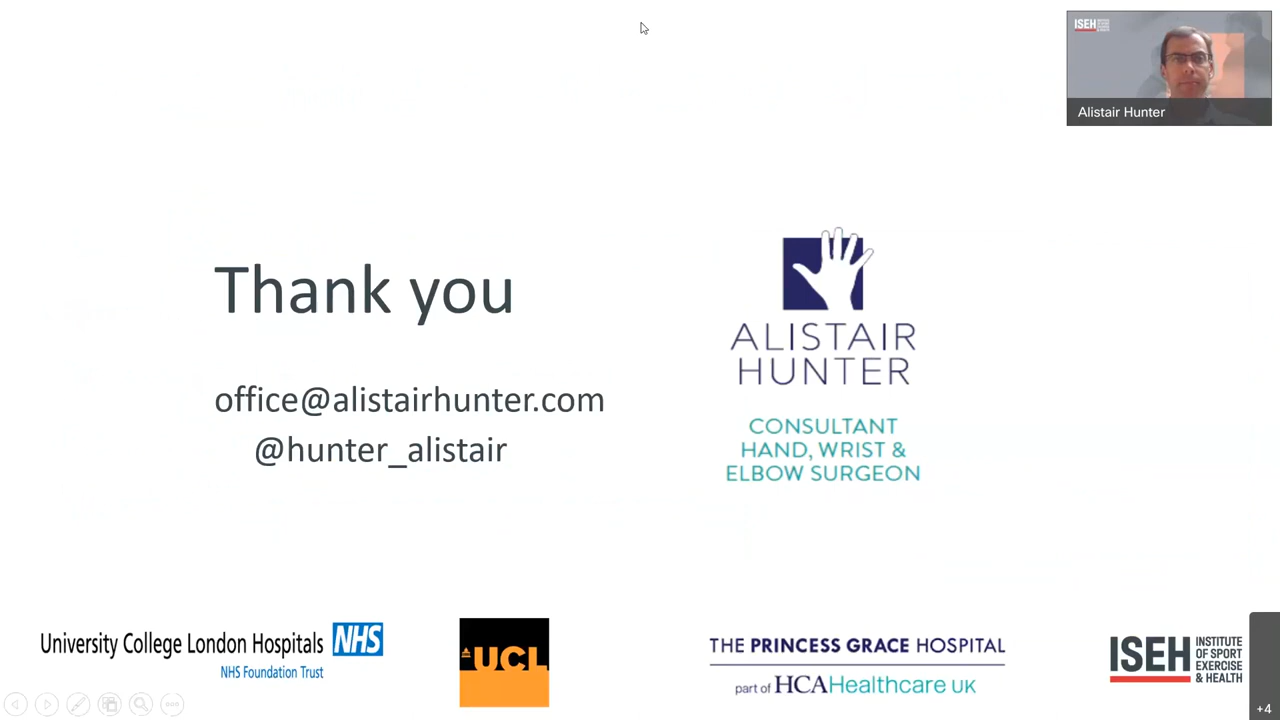 ISEH
Alistair Hunter
Thank you
office@alistairhunter.com
@hunter_alistair
ALISTAIR
HUNTER
CONSULTANT
HAND, WRIST &
ELBOW SURGEON
University College London Hospitals NHS
NHS Foundation Trust
UCL
THE PRINCESS GRACE HOSPITAL
part of HCAHealthcare UK
ISEH
INSTITUTE
OF SPORT
EXERCISE
& HEALTH
+4